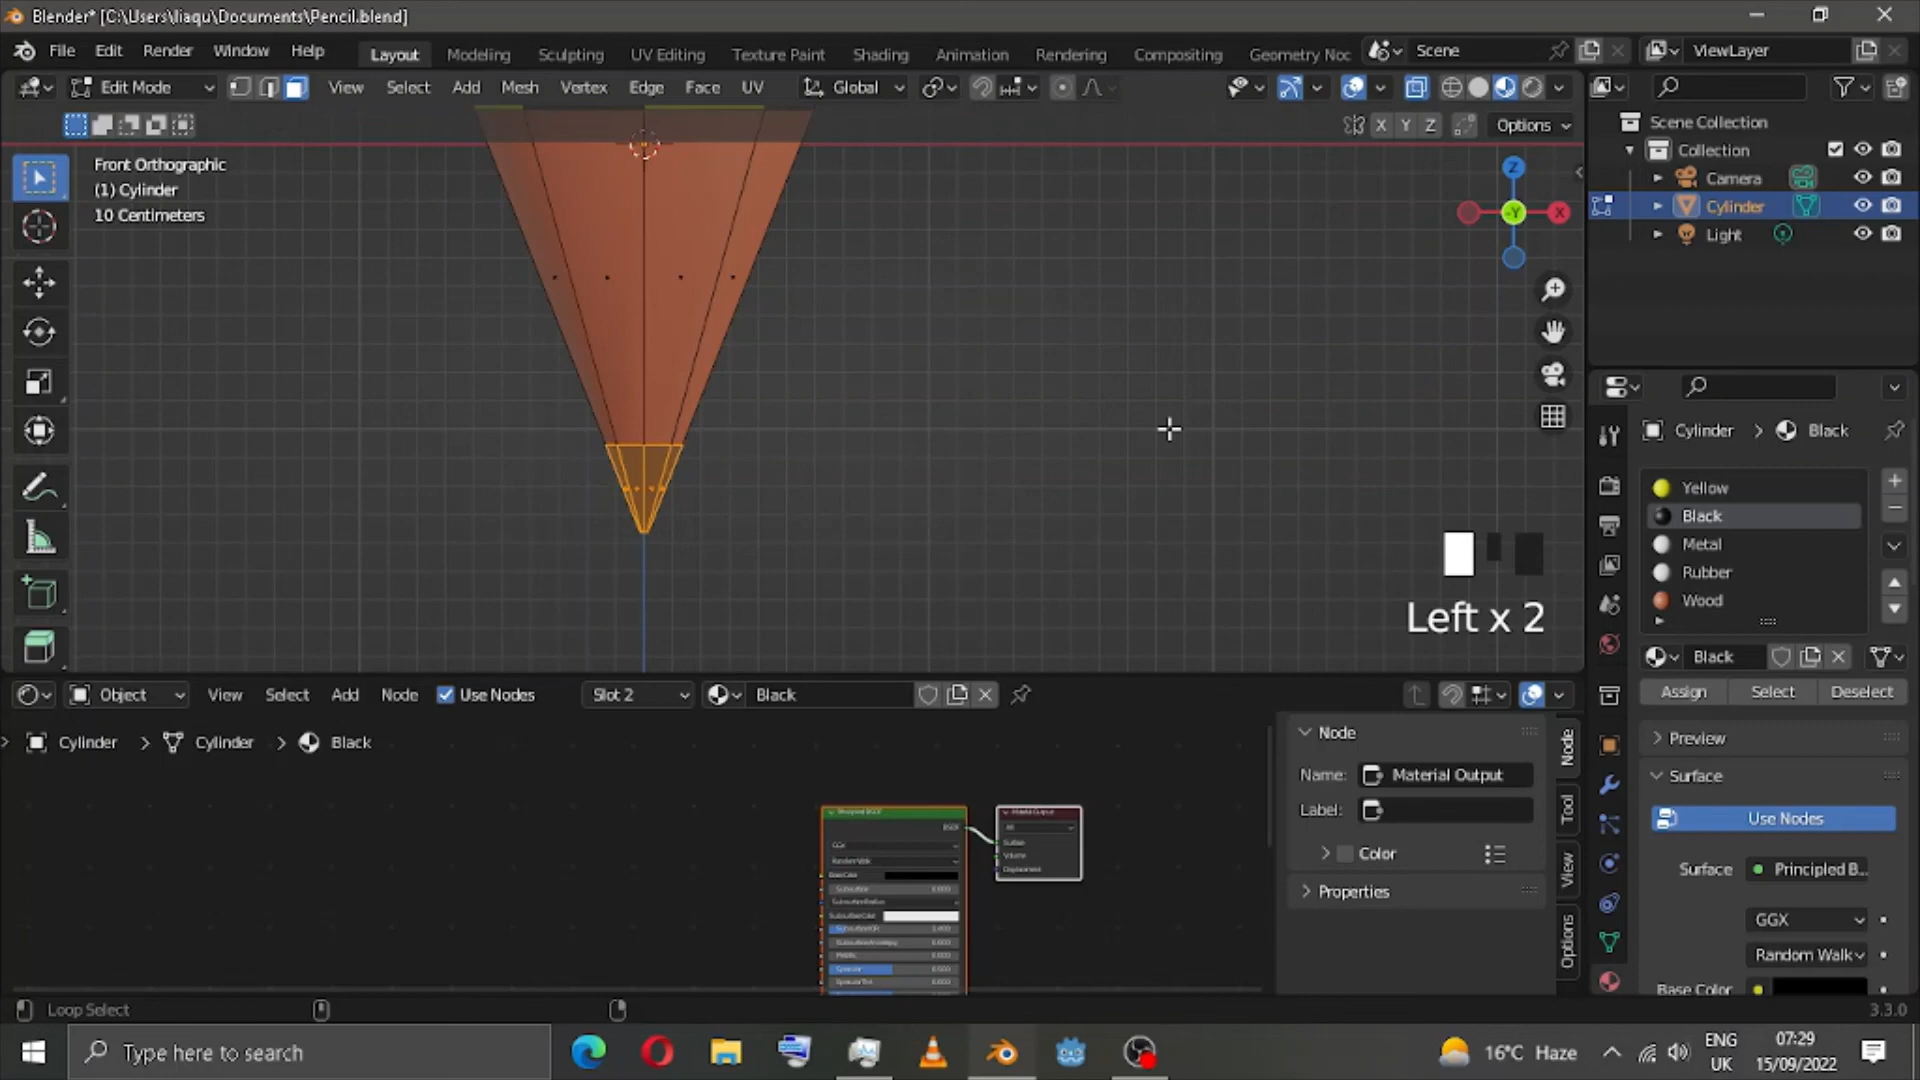 Blender* [C:\Users\liaqu\Documents\Pencil.blend]
File Edit Render Window Help Layout Modeling Sculpting UV Editing Texture Paint Shading Animation Rendering Compositing Geometry Noc Scene ViewLayer
Edit Mode View Select Add Mesh Vertex Edge Face UV Global
X Y Z Options
Front Orthographic
(1) Cylinder
10 Centimeters
Z
-Y X
Left x 2
Scene Collection
Collection
Camera
Cylinder
Light
Cylinder > Black
Yellow
Black
Metal
Rubber
Wood
Black
Assign Select Deselect
Preview
Surface
Use Nodes
Surface Principled B...
GGX
Random Walk
Base Color
Object View Select Add Node Use Nodes Slot 2 Black
Cylinder Cylinder Black
Node
Name: Material Output
Label:
Color
Properties
Node
Tool
View
Options
Loop Select
3.3.0
Type here to search
16°C Haze
ENG
UK
07:29
15/09/2022